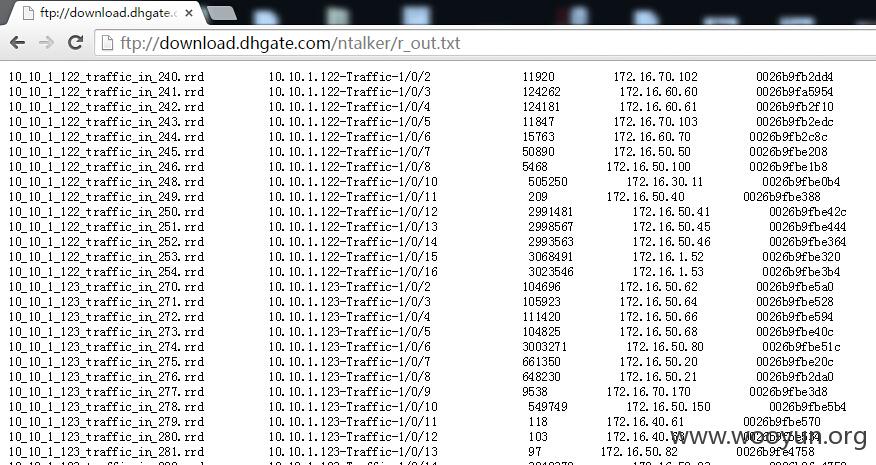 download.dhgate.c
ftp://download.dhgate.com/ntalker/r_out.txt
10_10_1_122_traffic_in_240.rrd 10.10.1.122-Traffic-1/0/2 11920 172.16.70.102 0026b9fb2dd4
10_10_1_122_traffic_in_241.rrd 10.10.1.122-Traffic-1/0/3 124262 172.16.60.60 0026b9fa5954
10_10_1_122_traffic_in_242.rrd 10.10.1.122-Traffic-1/0/4 124181 172.16.60.61 0026b9fb2f10
10_10_1_122_traffic_in_243.rrd 10.10.1.122-Traffic-1/0/5 11847 172.16.70.103 0026b9fb2edc
10_10_1_122_traffic_in_244.rrd 10.10.1.122-Traffic-1/0/6 15763 172.16.60.70 0026b9fb2c8c
10_10_1_122_traffic_in_245.rrd 10.10.1.122-Traffic-1/0/7 50890 172.16.50.50 0026b9fbe208
10_10_1_122_traffic_in_246.rrd 10.10.1.122-Traffic-1/0/8 5468 172.16.50.100 0026b9fbe1b8
10_10_1_122_traffic_in_248.rrd 10.10.1.122-Traffic-1/0/10 505250 172.16.30.11 0026b9fbe0b4
10_10_1_122_traffic_in_249.rrd 10.10.1.122-Traffic-1/0/11 209 172.16.50.40 0026b9fbe388
10_10_1_122_traffic_in_250.rrd 10.10.1.122-Traffic-1/0/12 2991481 172.16.50.41 0026b9fbe42c
10_10_1_122_traffic_in_251.rrd 10.10.1.122-Traffic-1/0/13 2998567 172.16.50.45 0026b9fbe444
10_10_1_122_traffic_in_252.rrd 10.10.1.122-Traffic-1/0/14 2993563 172.16.50.46 0026b9fbe364
10_10_1_122_traffic_in_253.rrd 10.10.1.122-Traffic-1/0/15 3068491 172.16.1.52 0026b9fbe320
10_10_1_122_traffic_in_254.rrd 10.10.1.122-Traffic-1/0/16 3023546 172.16.1.53 0026b9fbe3b4
10_10_1_123_traffic_in_270.rrd 10.10.1.123-Traffic-1/0/2 104696 172.16.50.62 0026b9fbe5a0
10_10_1_123_traffic_in_271.rrd 10.10.1.123-Traffic-1/0/3 105923 172.16.50.64 0026b9fbe528
10_10_1_123_traffic_in_272.rrd 10.10.1.123-Traffic-1/0/4 111420 172.16.50.66 0026b9fbe594
10_10_1_123_traffic_in_273.rrd 10.10.1.123-Traffic-1/0/5 104825 172.16.50.68 0026b9fbe40c
10_10_1_123_traffic_in_274.rrd 10.10.1.123-Traffic-1/0/6 3003271 172.16.50.80 0026b9fbe51c
10_10_1_123_traffic_in_275.rrd 10.10.1.123-Traffic-1/0/7 661350 172.16.50.20 0026b9fbe20c
10_10_1_123_traffic_in_276.rrd 10.10.1.123-Traffic-1/0/8 648230 172.16.50.21 0026b9fb2da0
10_10_1_123_traffic_in_277.rrd 10.10.1.123-Traffic-1/0/9 9538 172.16.70.170 0026b9fbe3d8
10_10_1_123_traffic_in_278.rrd 10.10.1.123-Traffic-1/0/10 549749 172.16.50.150 0026b9fbe5b4
10_10_1_123_traffic_in_279.rrd 10.10.1.123-Traffic-1/0/11 118 172.16.40.61 0026b9fbe570
10_10_1_123_traffic_in_280.rrd 10.10.1.123-Traffic-1/0/12 103
10_10_1_123_traffic_in_281.rrd 10.10.1.123-Traffic-1/0/13 97 172.16.50.82
www.wooyun.org